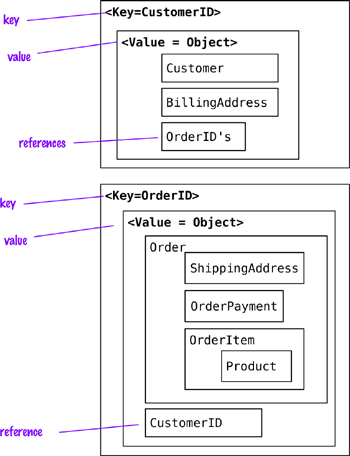 key
<Key=CustomerID>
value
<Value = Object>
Customer
BillingAddress
references
OrderID's
key
<Key=OrderID>
value
<Value = Object>
Order
ShippingAddress
OrderPayment
OrderItem
Product
reference
CustomerID